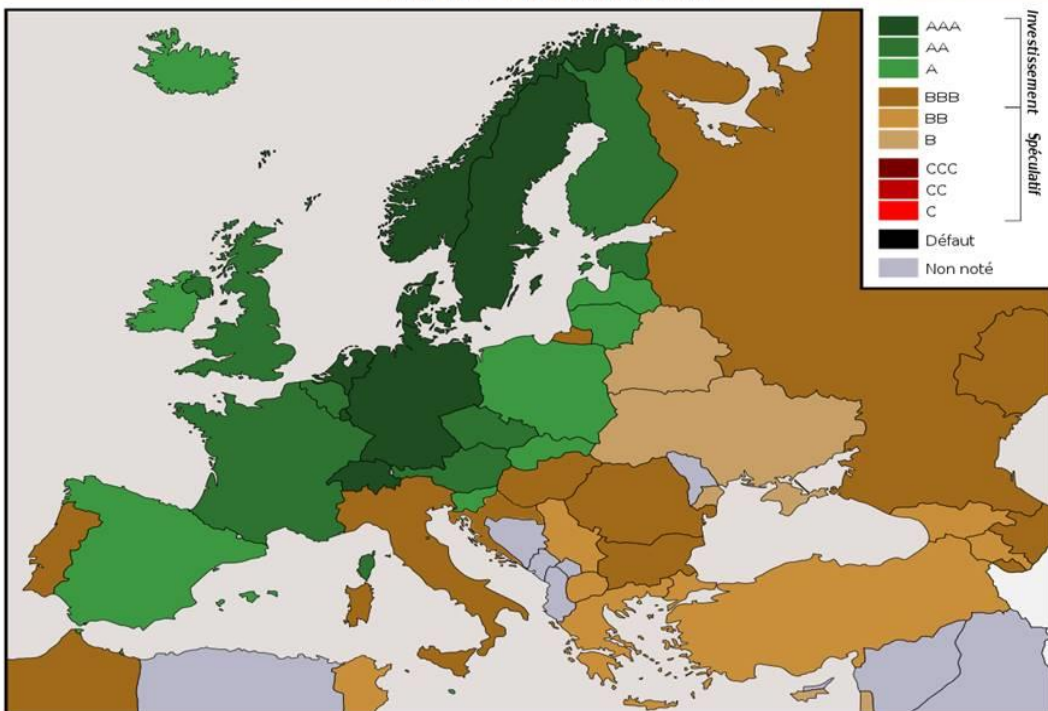 AAA
AA
A
BBB
BB
B
CCC
CC
C
Défaut
Non noté
Investissement
Spéculatif